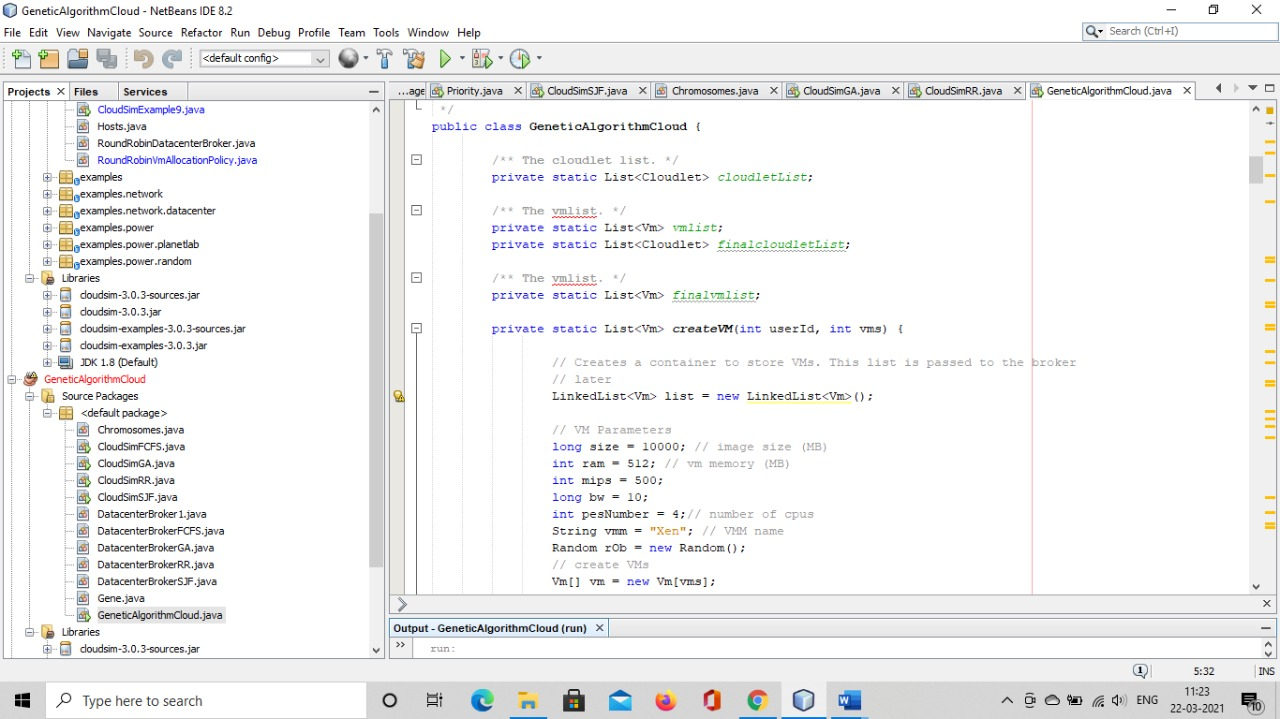 GeneticAlgorithmCloud - NetBeans IDE 8.2
File Edit View Navigate Source Refactor Run Debug Profile Team Tools Window Help
Search (Ctrl+I)
<default config>
Projects Files Services
CloudSimExample9.java
Hosts.java
RoundRobinDatacenterBroker.java
RoundRobinVmAllocationPolicy.java
examples
examples.network
examples.network.datacenter
examples.power
examples.power.planetlab
examples.power.random
Libraries
cloudsim-3.0.3-sources.jar
cloudsim-3.0.3.jar
cloudsim-examples-3.0.3-sources.jar
cloudsim-examples-3.0.3.jar
JDK 1.8 (Default)
GeneticAlgorithmCloud
Source Packages
<default package>
Chromosomes.java
CloudSimFCFS.java
CloudSimGA.java
CloudSimRR.java
CloudSimSJF.java
DatacenterBroker1.java
DatacenterBrokerFCFS.java
DatacenterBrokerGA.java
DatacenterBrokerRR.java
DatacenterBrokerSJF.java
Gene.java
GeneticAlgorithmCloud.java
Libraries
cloudsim-3.0.3-sources.jar
...age Priority.java CloudSimSJF.java Chromosomes.java CloudSimGA.java CloudSimRR.java GeneticAlgorithmCloud.java
*/
public class GeneticAlgorithmCloud {
/** The cloudlet list. */
private static List<Cloudlet> cloudletList;
/** The vmlist. */
private static List<Vm> vmlist;
private static List<Cloudlet> finalcloudletList;
/** The vmlist. */
private static List<Vm> finalvmlist;
private static List<Vm> createVM(int userId, int vms) {
// Creates a container to store VMs. This list is passed to the broker
// later
LinkedList<Vm> list = new LinkedList<Vm>();
// VM Parameters
long size = 10000; // image size (MB)
int ram = 512; // vm memory (MB)
int mips = 500;
long bw = 10;
int pesNumber = 4;// number of cpus
String vmm = "Xen"; // VMM name
Random rOb = new Random();
// create VMs
Vm[] vm = new Vm[vms];
Output - GeneticAlgorithmCloud (run)
run:
1 5:32 INS
Type here to search
ENG
11:23
22-03-2021
10